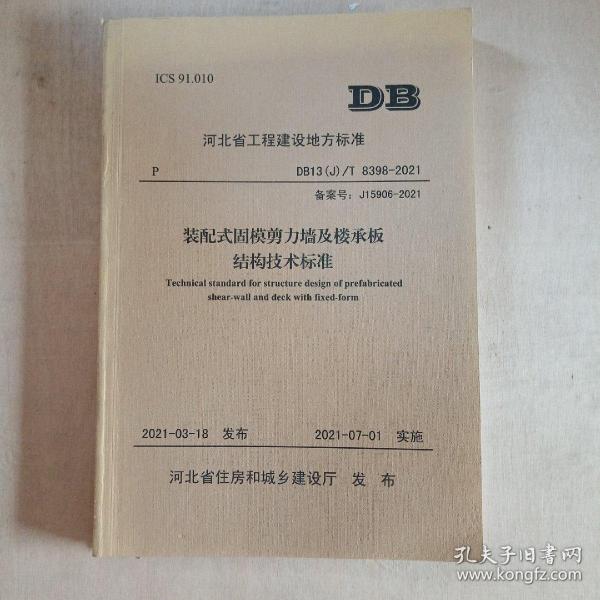 ICS 91.010
DB
河北省工程建设地方标准
P DB13(J)/T 8398-2021
备案号：J15906-2021
装配式固模剪力墙及楼承板
结构技术标准
Technical standard for structure design of prefabricated
shear-wall and deck with fixed-form
2021-03-18 发布 2021-07-01 实施
河北省住房和城乡建设厅 发布
孔夫子旧书网
www.kongfz.com